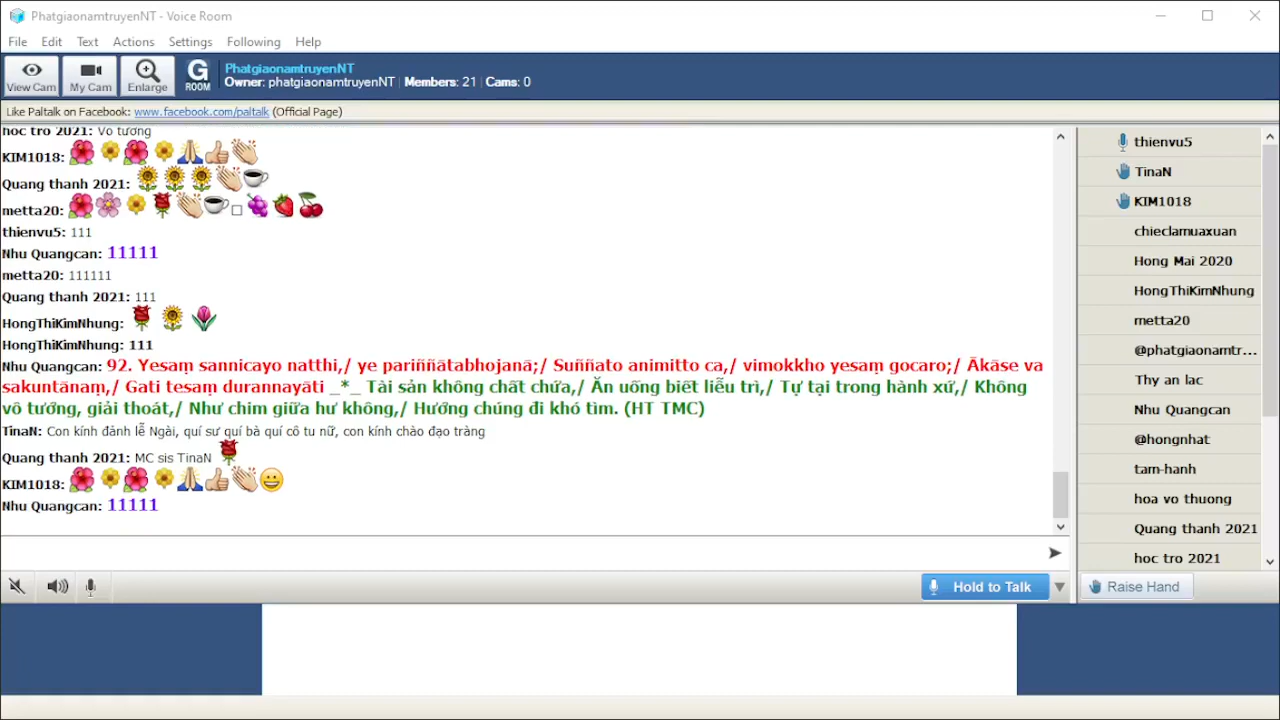 PhatgiaonamtruyenNT - Voice Room
File Edit Text Actions Settings Following Help
View Cam My Cam Enlarge G ROOM
PhatgiaonamtruyenNT
Owner: phatgiaonamtruyenNT | Members: 21 | Cams: 0
Like Paltalk on Facebook: www.facebook.com/paltalk (Official Page)
hoc tro 2021: Vô tướng
KIM1018:
Quang thanh 2021:
metta20:
thienvu5: 111
Nhu Quangcan: 11111
metta20: 111111
Quang thanh 2021: 111
HongThiKimNhung:
HongThiKimNhung: 111
Nhu Quangcan: 92. Yesaṃ sannicayo natthi,/ ye pariññātabhojanā;/ Suññato animitto ca,/ vimokkho yesaṃ gocaro;/ Ākāse va
sakuntānaṃ,/ Gati tesaṃ durannayāti _*_ Tài sản không chất chứa,/ Ăn uống biết liễu tri,/ Tự tại trong hành xứ,/ Không
vô tướng, giải thoát,/ Như chim giữa hư không,/ Hướng chúng đi khó tìm. (HT TMC)
TinaN: Con kính đảnh lễ Ngài, quí sư quí bà quí cô tu nữ, con kính chào đạo tràng
Quang thanh 2021: MC sis TinaN
KIM1018:
Nhu Quangcan: 11111
thienvu5
TinaN
KIM1018
chieclamuaxuan
Hong Mai 2020
HongThiKimNhung
metta20
@phatgiaonamtr...
Thy an lac
Nhu Quangcan
@hongnhat
tam-hanh
hoa vo thuong
Quang thanh 2021
hoc tro 2021
Hold to Talk
Raise Hand